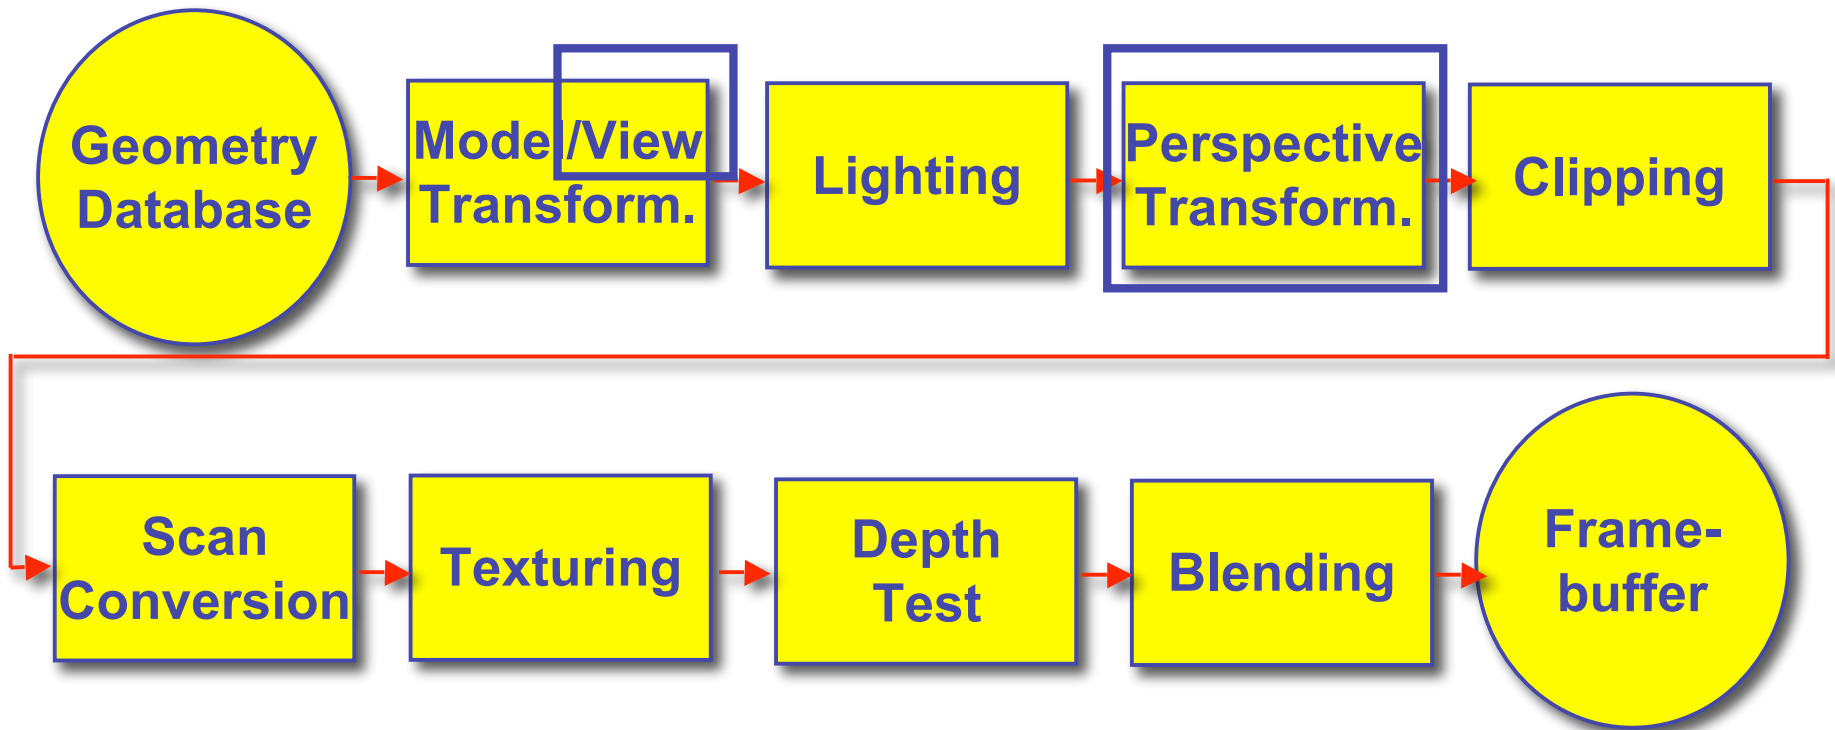 Geometry
Database
Model/View
Transform.
Lighting
Perspective
Transform.
Clipping
Scan
Conversion
Texturing
Depth
Test
Blending
Frame-
buffer